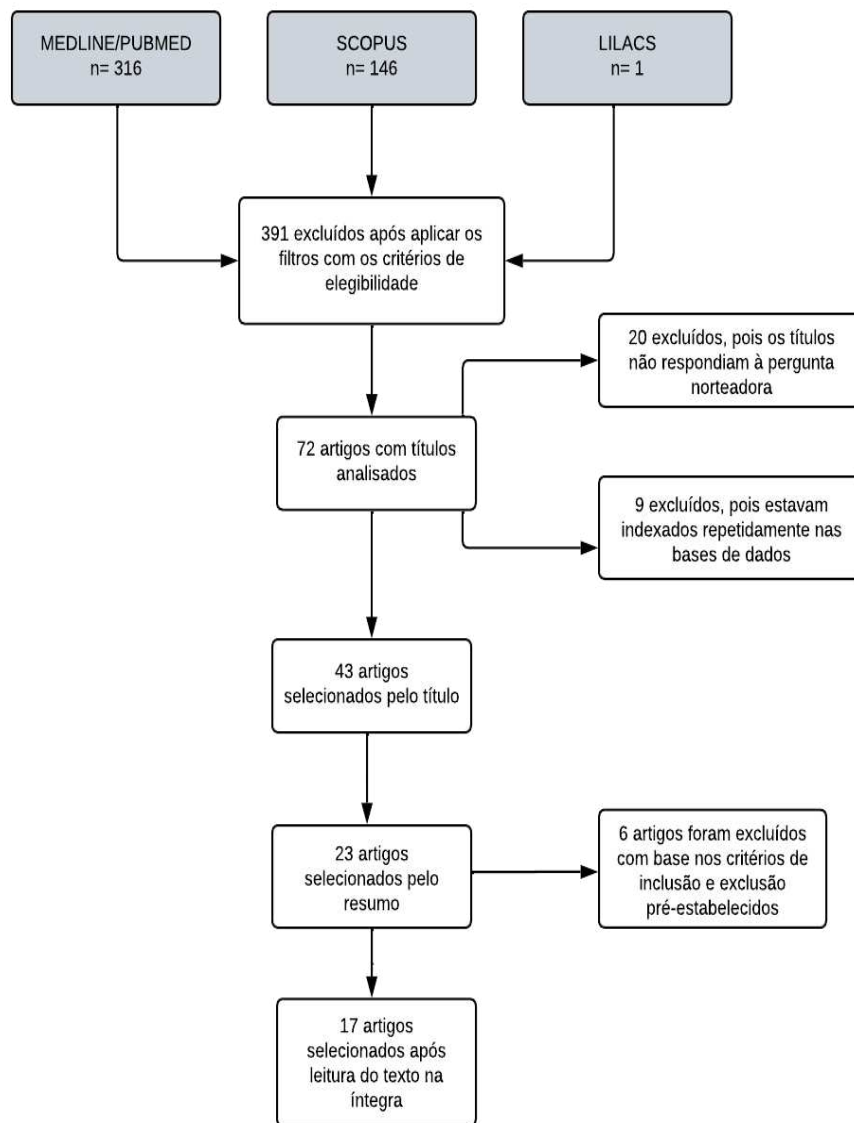 MEDLINE/PUBMED
n= 316
SCOPUS
n= 146
LILACS
n= 1
391 excluídos após aplicar os
filtros com os critérios de
elegibilidade
20 excluídos, pois os títulos
não respondiam à pergunta
norteadora
72 artigos com títulos
analisados
9 excluídos, pois estavam
indexados repetidamente nas
bases de dados
43 artigos
selecionados pelo título
23 artigos
selecionados pelo
resumo
6 artigos foram excluídos
com base nos critérios de
inclusão e exclusão
pré-estabelecidos
17 artigos
selecionados após
leitura do texto na
íntegra